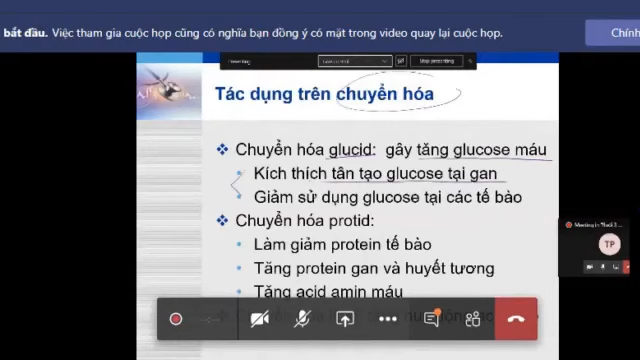 bắt đầu. Việc tham gia cuộc họp cũng có nghĩa bạn đồng ý có mặt trong video quay lại cuộc họp.
Chính
Stop presenting
Tác dụng trên chuyển hóa
❖ Chuyển hóa glucid: gây tăng glucose máu
• Kích thích tân tạo glucose tại gan
• Giảm sử dụng glucose tại các tế bào
❖ Chuyển hóa protid:
• Làm giảm protein tế bào
• Tăng protein gan và huyết tương
• Tăng acid amin máu
Meeting in
TP